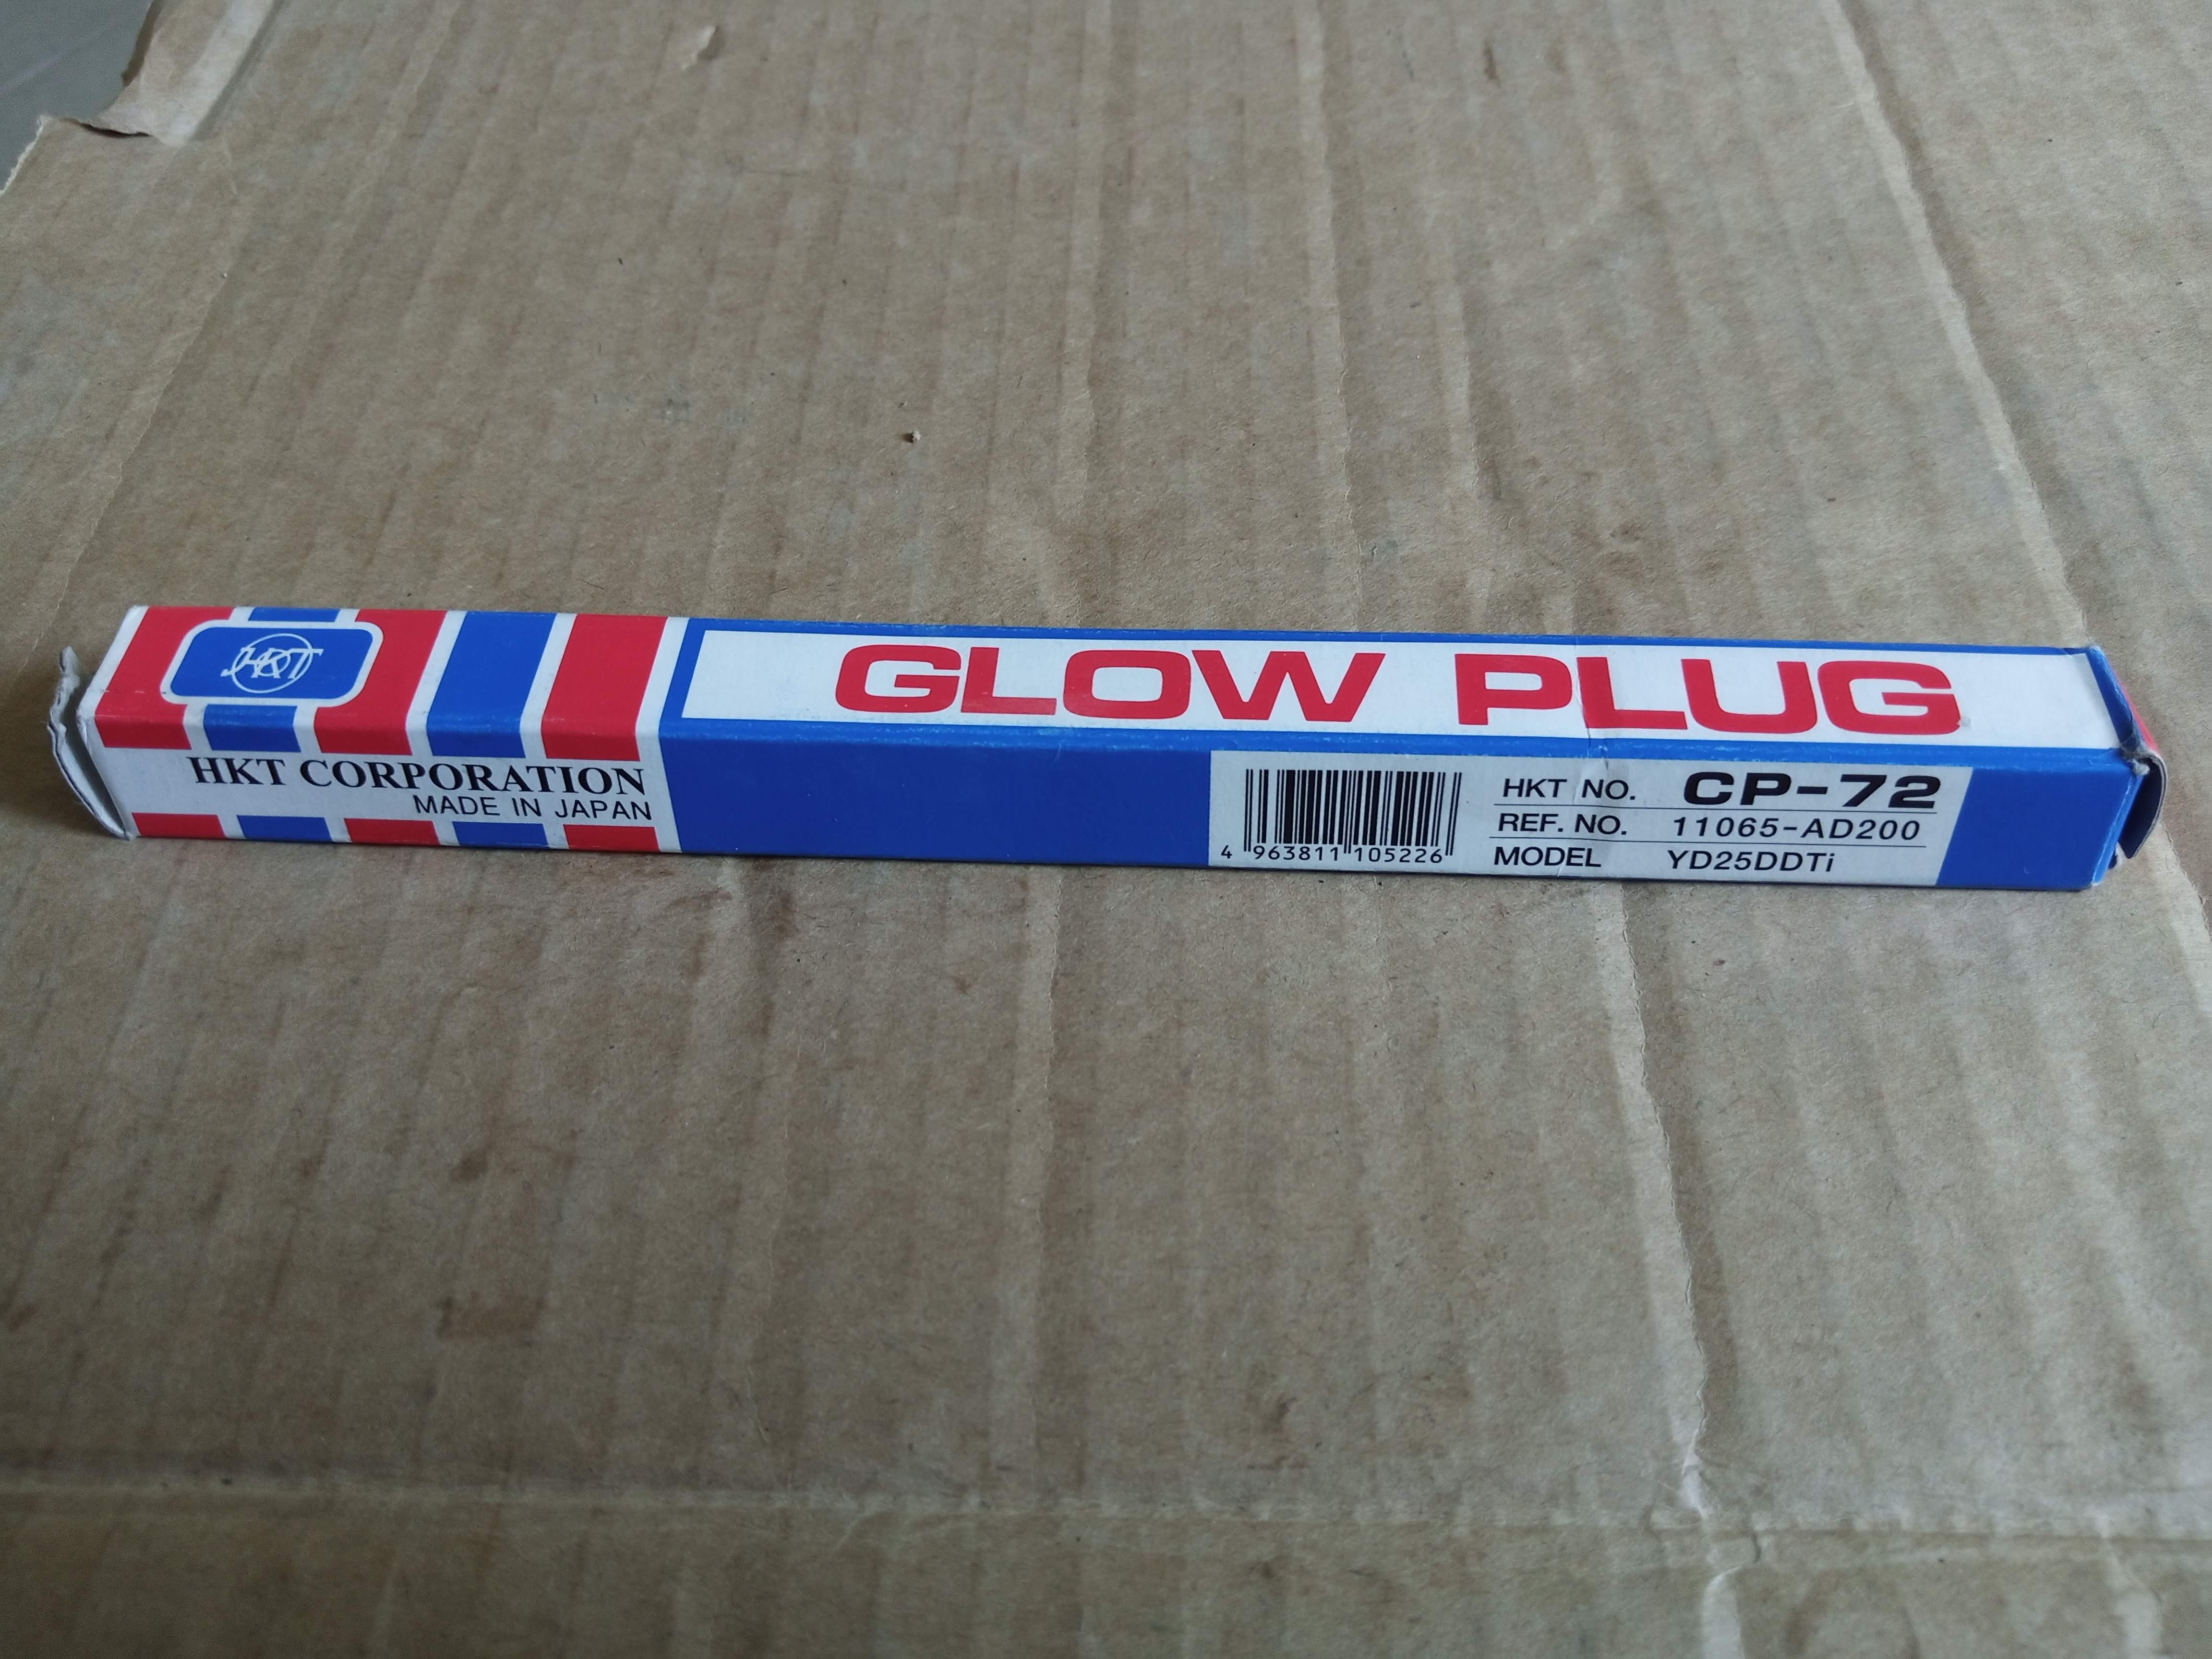 HKT
GLOW PLUG
HKT CORPORATION
MADE IN JAPAN
HKT NO. CP-72
REF. NO. 11065-AD200
MODEL YD25DDTi
4 963811 105226